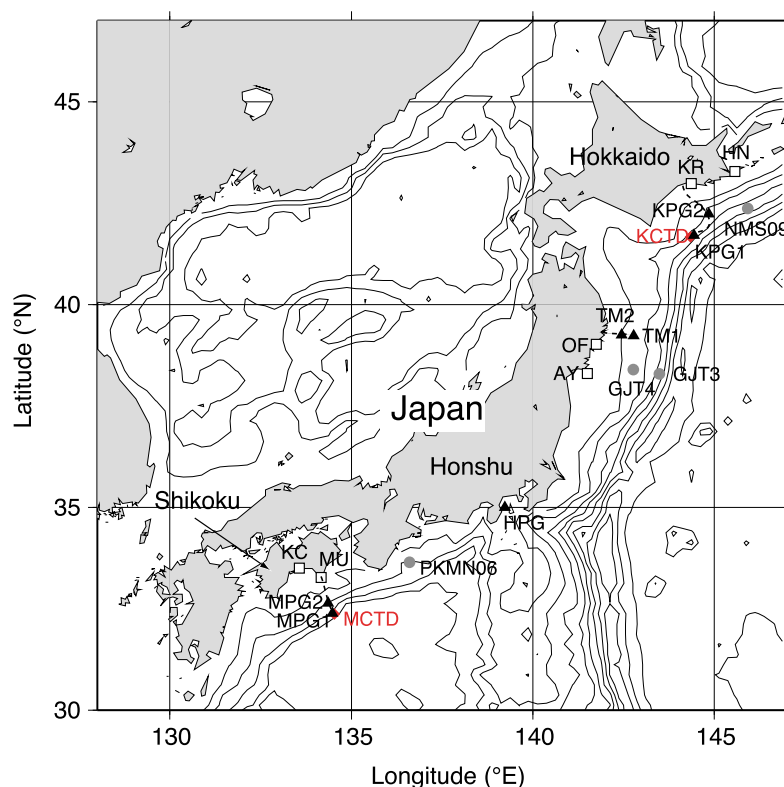 45
Hokkaido
HN
KR
KPG2
NMS09
KCTD
KPG1
40
TM2
TM1
OF
AY
GJT3
GJT4
Japan
Honshu
35
Shikoku
HPG
KC
MU
PKMN06
MPG2
MPG1
MCTD
30
130
135
140
145
Latitude (°N)
Longitude (°E)